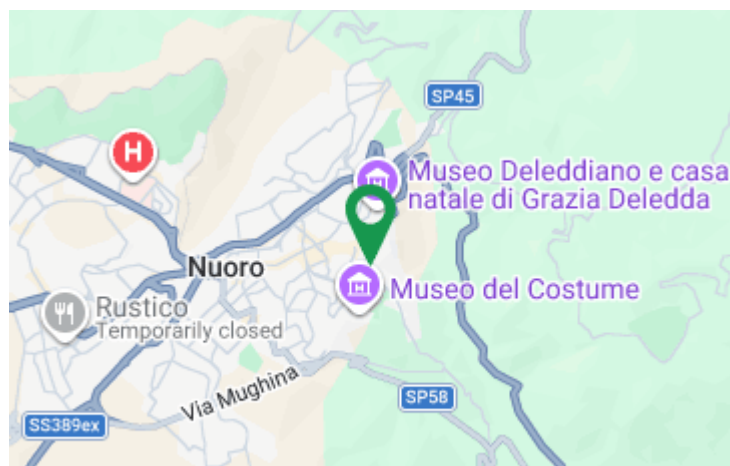 SP45
H
Museo Deleddiano e casa
natale di Grazia Deledda
Nuoro
Museo del Costume
Rustico
Temporarily closed
Via Mughina
SP58
SS389ex